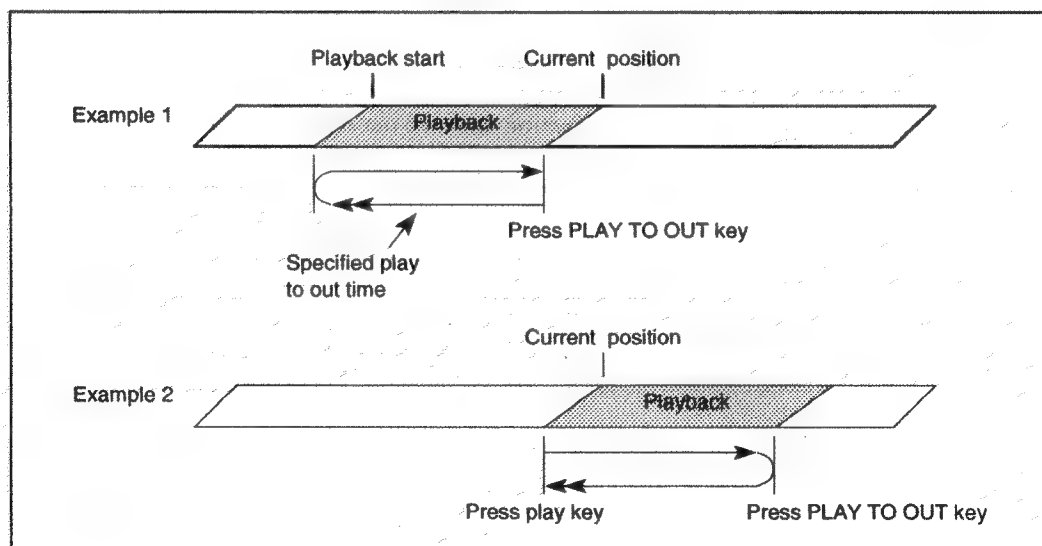 Playback start
Current position
Example 1
Playback
Press PLAY TO OUT key
Specified play
to out time
Current position
Example 2
Playback
Press play key
Press PLAY TO OUT key